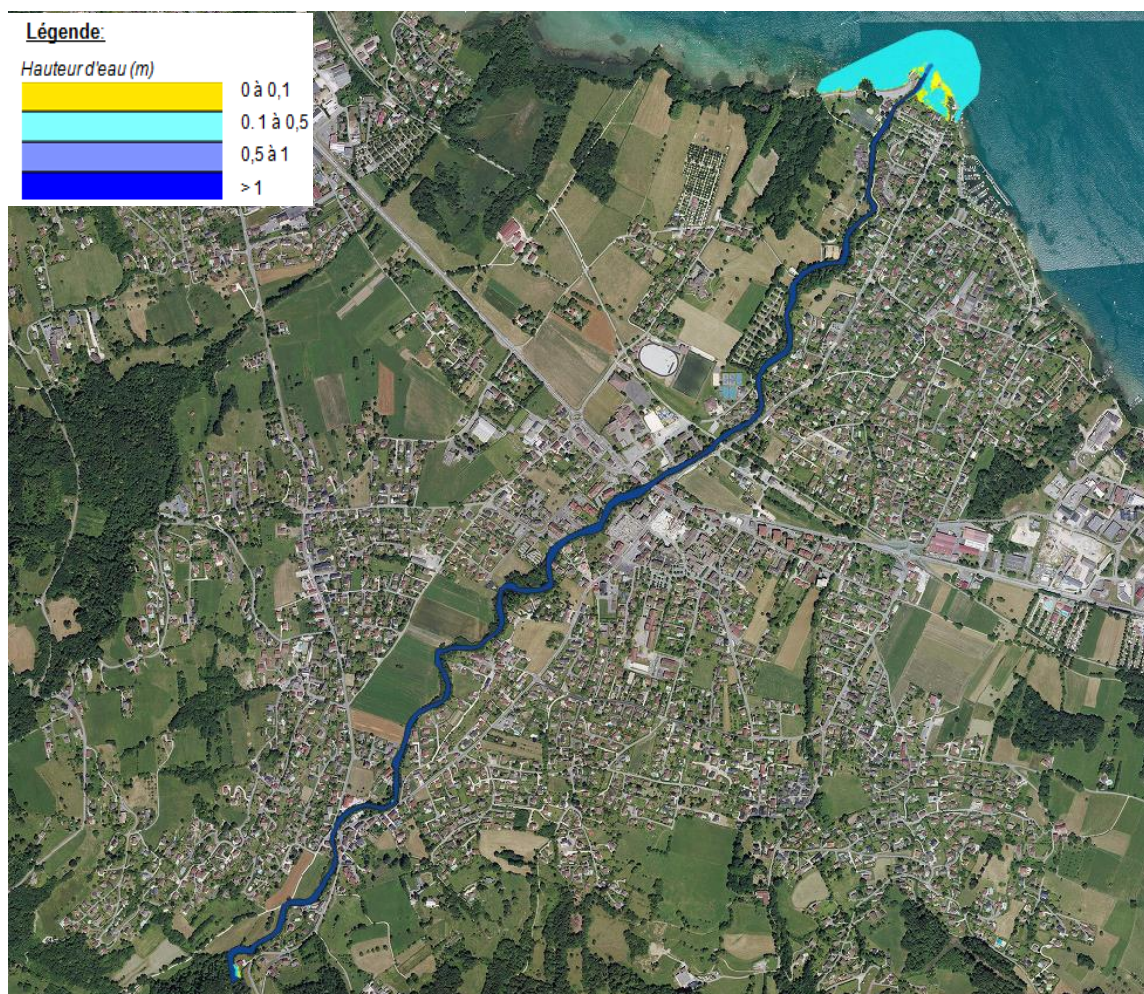 Légende:
Hauteur d'eau (m)
0 à 0,1
0. 1 à 0,5
0,5 à 1
> 1